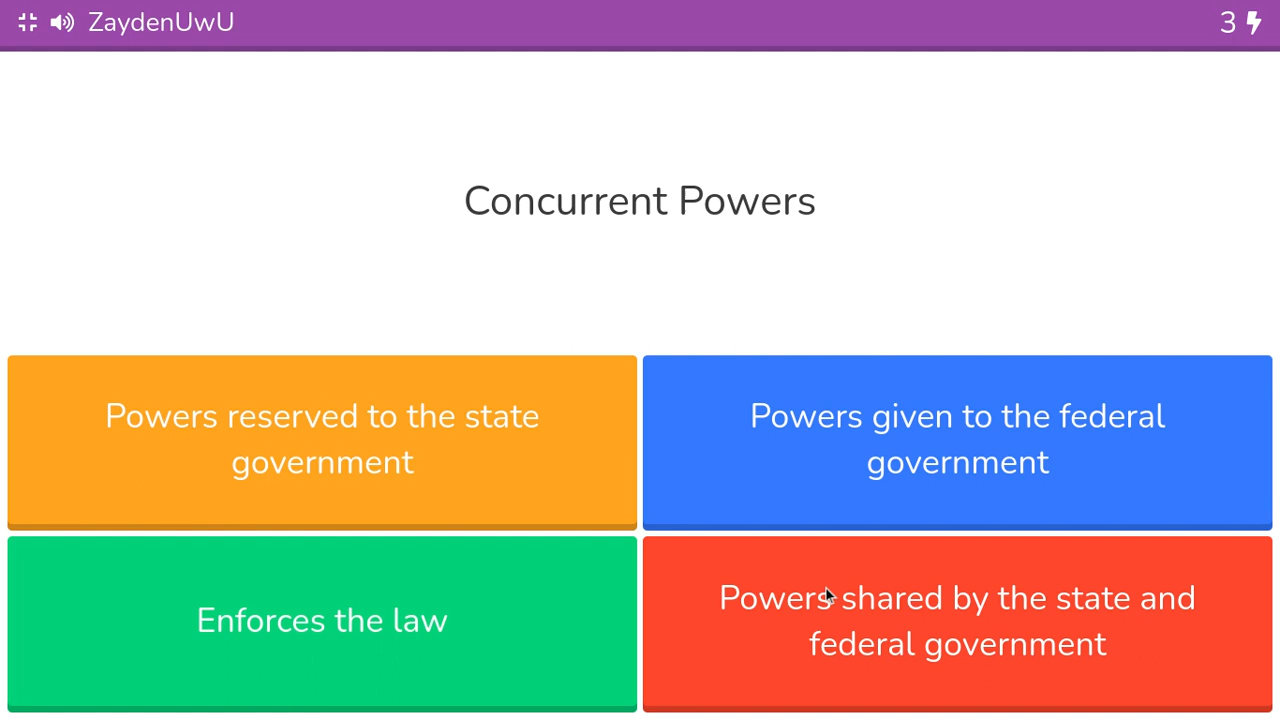 ZaydenUwU
3
Concurrent Powers
Powers reserved to the state
government
Powers given to the federal
government
Enforces the law
Powers shared by the state and
federal government